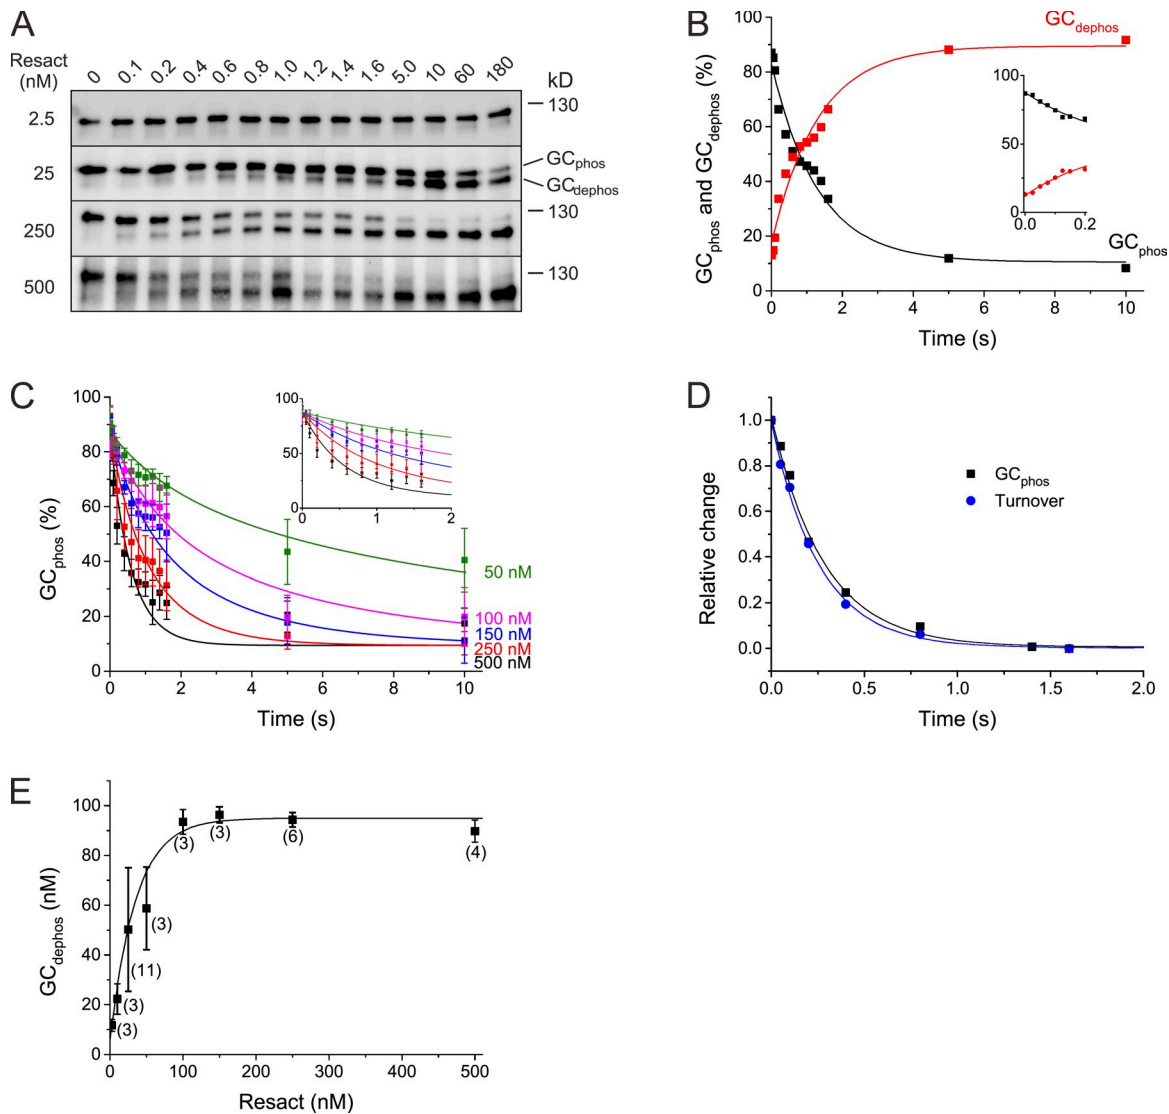 A
Resact
(nM)
0 0.1 0.2 0.4 0.6 0.8 1.0 1.2 1.4 1.6 5.0 10 60 180 kD
2.5
130
25
GCphos
GCdephos
250
130
500
130
B
GCphos and GCdephos (%)
100
80
60
40
20
0
0 2 4 6 8 10
Time (s)
GCdephos
GCphos
100
50
0
0.0 0.2
C
GCphos (%)
100
80
60
40
20
0
0 2 4 6 8 10
Time (s)
100
50
0
0 1 2
50 nM
100 nM
150 nM
250 nM
500 nM
D
Relative change
1.0
0.8
0.6
0.4
0.2
0.0
0.0 0.5 1.0 1.5 2.0
Time (s)
GCphos
Turnover
E
GCdephos (nM)
100
80
60
40
20
0
0 100 200 300 400 500
Resact (nM)
(3)
(3)
(11)
(3)
(3)
(3)
(6)
(4)